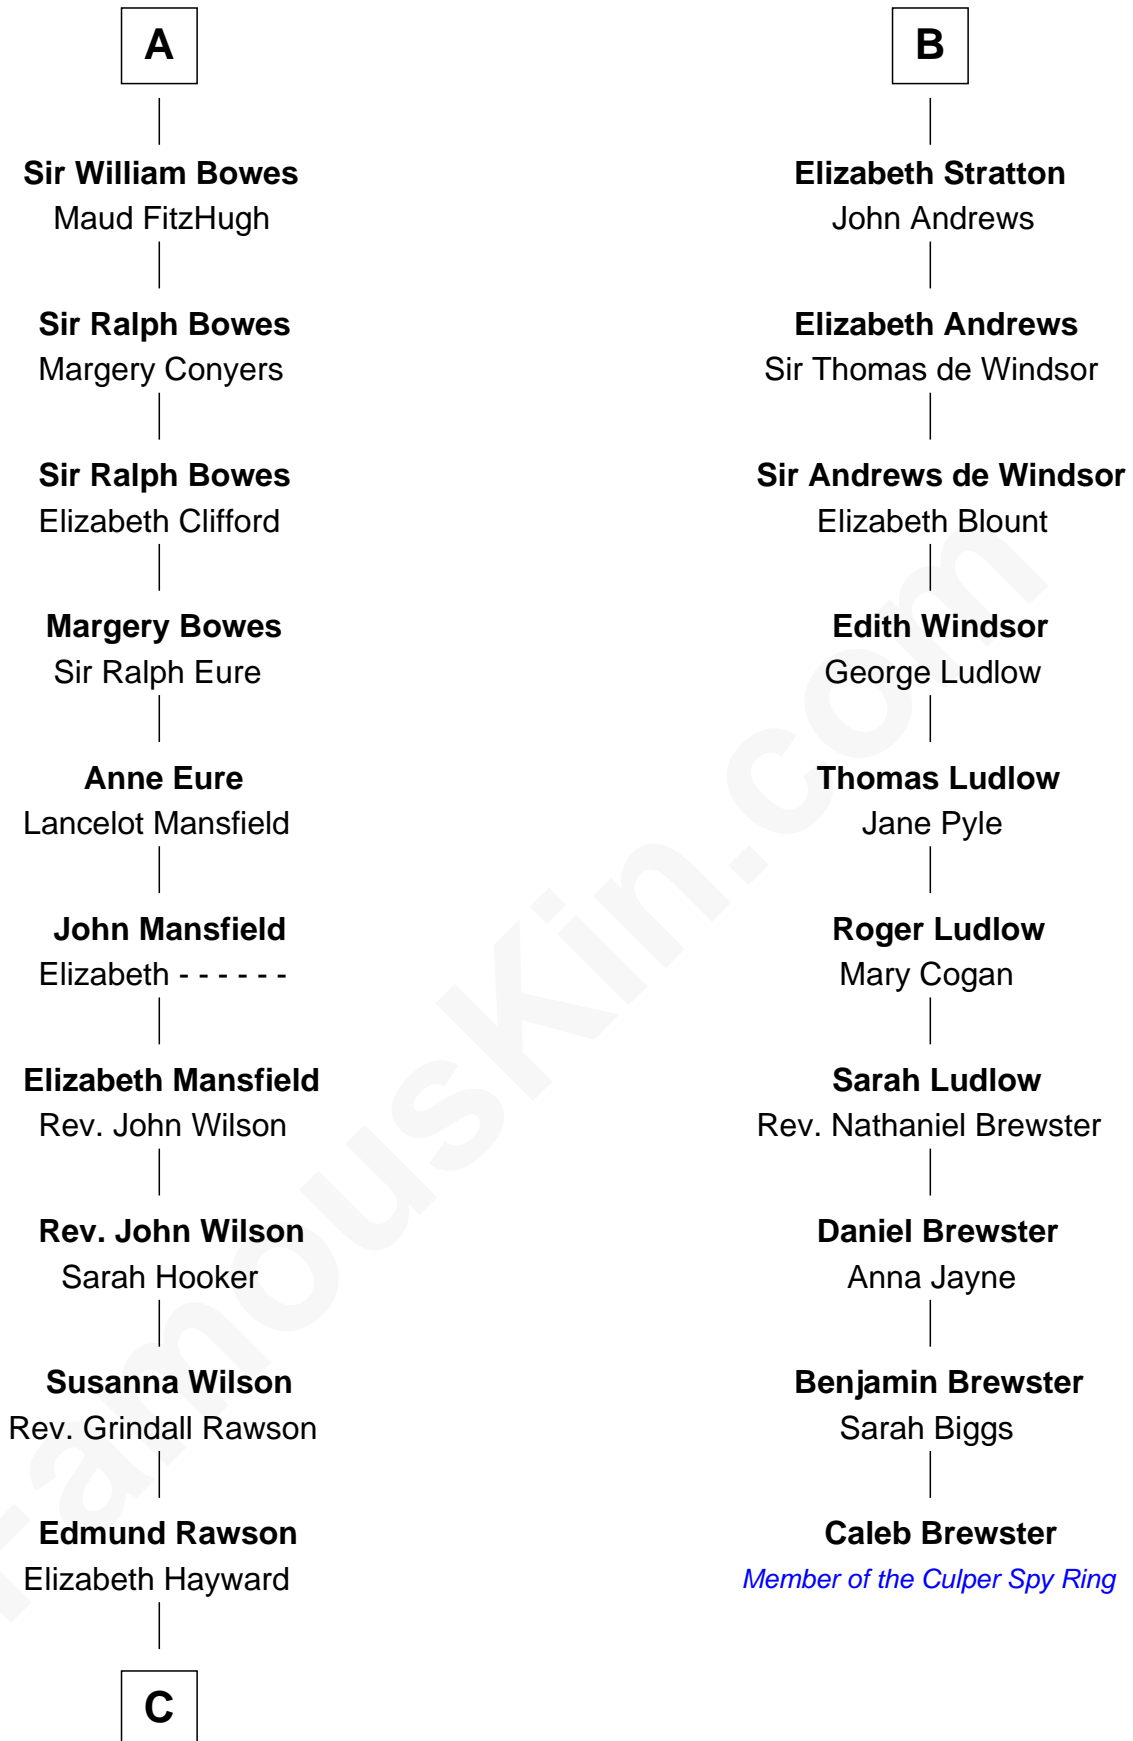 A
Sir William Bowes
Maud FitzHugh
Sir Ralph Bowes
Margery Conyers
Sir Ralph Bowes
Elizabeth Clifford
Margery Bowes
Sir Ralph Eure
Anne Eure
Lancelot Mansfield
John Mansfield
Elizabeth - - - - - -
Elizabeth Mansfield
Rev. John Wilson
Rev. John Wilson
Sarah Hooker
Susanna Wilson
Rev. Grindall Rawson
Edmund Rawson
Elizabeth Hayward
C
B
Elizabeth Stratton
John Andrews
Elizabeth Andrews
Sir Thomas de Windsor
Sir Andrews de Windsor
Elizabeth Blount
Edith Windsor
George Ludlow
Thomas Ludlow
Jane Pyle
Roger Ludlow
Mary Cogan
Sarah Ludlow
Rev. Nathaniel Brewster
Daniel Brewster
Anna Jayne
Benjamin Brewster
Sarah Biggs
Caleb Brewster
Member of the Culper Spy Ring
FamousKin.com